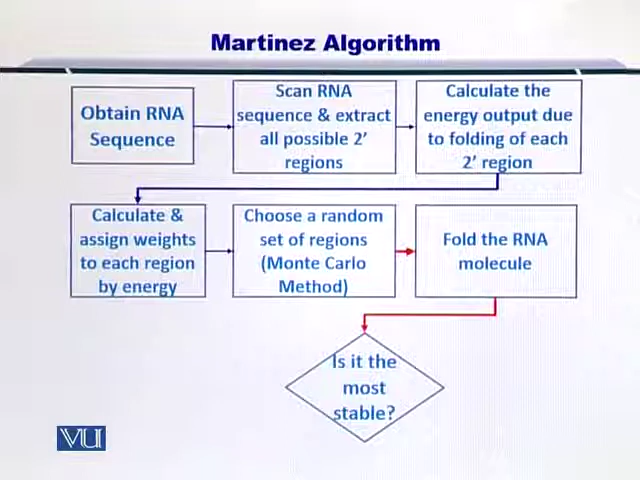 Martinez Algorithm
Obtain RNA
Sequence
Scan RNA
sequence & extract
all possible 2’
regions
Calculate the
energy output due
to folding of each
2’ region
Calculate &
assign weights
to each region
by energy
Choose a random
set of regions
(Monte Carlo
Method)
Fold the RNA
molecule
Is it the
most
stable?
VU